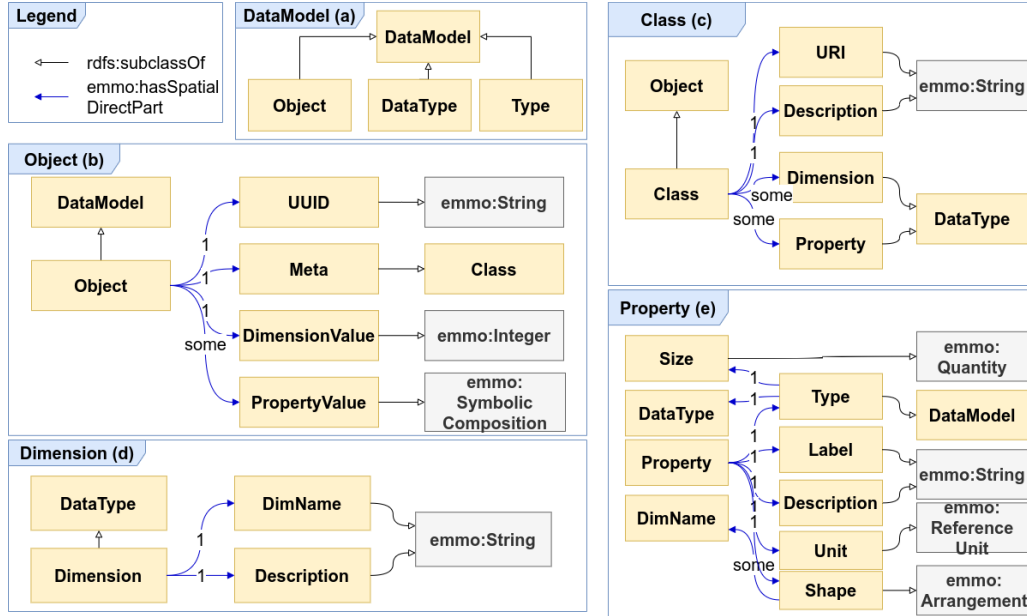 Legend
rdfs:subclassOf
emmo:hasSpatial
DirectPart
DataModel (a)
DataModel
Object
DataType
Type
Object (b)
DataModel
Object
1
1
1
some
UUID
Meta
DimensionValue
PropertyValue
emmo:String
Class
emmo:Integer
emmo:
Symbolic
Composition
Dimension (d)
DataType
Dimension
1
1
DimName
Description
emmo:String
Class (c)
Object
Class
1
1
some
some
URI
Description
Dimension
Property
emmo:String
DataType
Property (e)
Size
DataType
Property
DimName
1
1
1
1
1
1
1
some
Type
Label
Description
Unit
Shape
emmo:
Quantity
DataModel
emmo:String
emmo:
Reference
Unit
emmo:
Arrangement